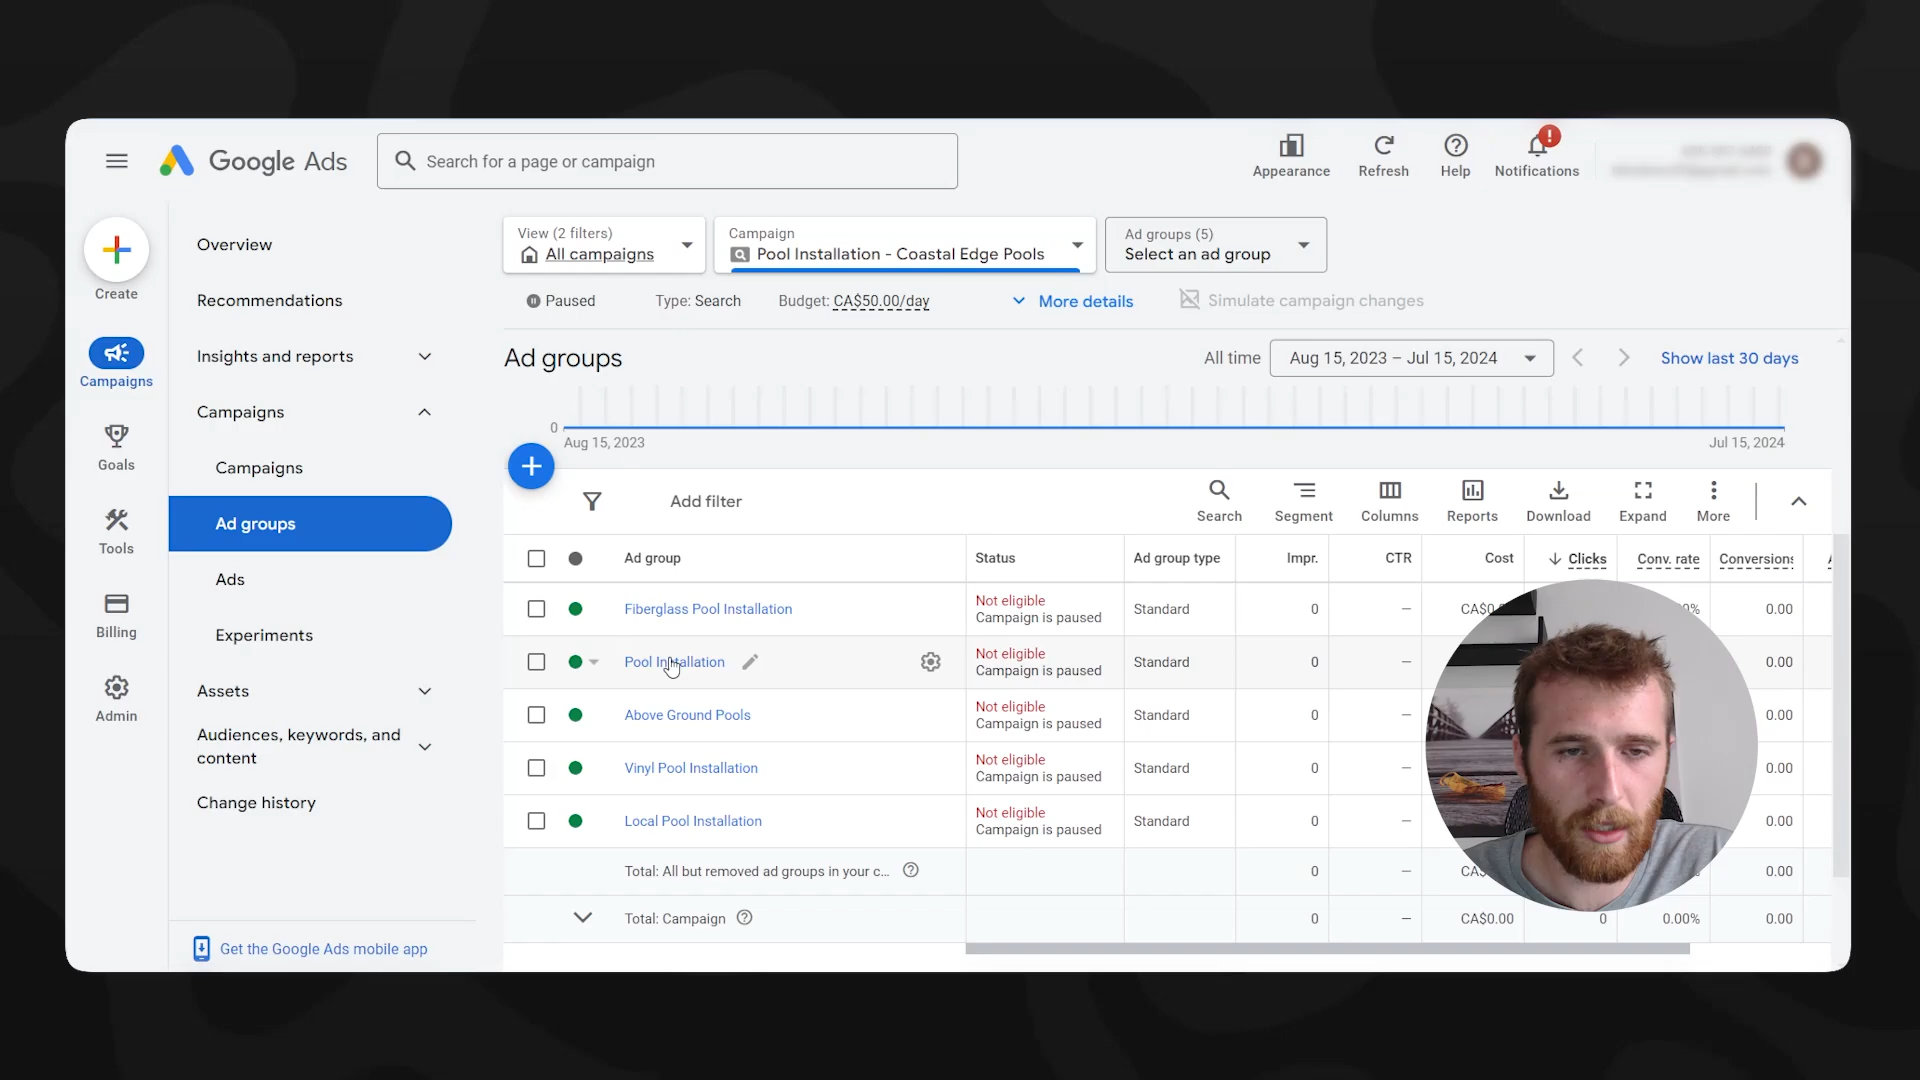 Google Ads
Search for a page or campaign
Appearance
Refresh
Help
!
Notifications
Create
Campaigns
Goals
Tools
Billing
Admin
Overview
Recommendations
Insights and reports
Campaigns
Campaigns
Ad groups
Ads
Experiments
Assets
Audiences, keywords, and
content
Change history
Get the Google Ads mobile app
View (2 filters)
All campaigns
Campaign
Pool Installation - Coastal Edge Pools
Ad groups (5)
Select an ad group
Paused
Type: Search
Budget: CA$50.00/day
More details
Simulate campaign changes
Ad groups
All time
Aug 15, 2023 – Jul 15, 2024
Show last 30 days
0
Aug 15, 2023
Jul 15, 2024
Add filter
Search
Segment
Columns
Reports
Download
Expand
More
Ad group Status Ad group type Impr. CTR Cost Clicks Conv. rate Conversions
Fiberglass Pool Installation Not eligible Standard 0 – CA$0 0.00
Campaign is paused
Pool Installation Not eligible Standard 0 – 0.00
Campaign is paused
Above Ground Pools Not eligible Standard 0 – 0.00
Campaign is paused
Vinyl Pool Installation Not eligible Standard 0 – 0.00
Campaign is paused
Local Pool Installation Not eligible Standard 0 – 0.00
Campaign is paused
Total: All but removed ad groups in your c... 0 – CA$ 0.00
Total: Campaign 0 – CA$0.00 0 0.00% 0.00